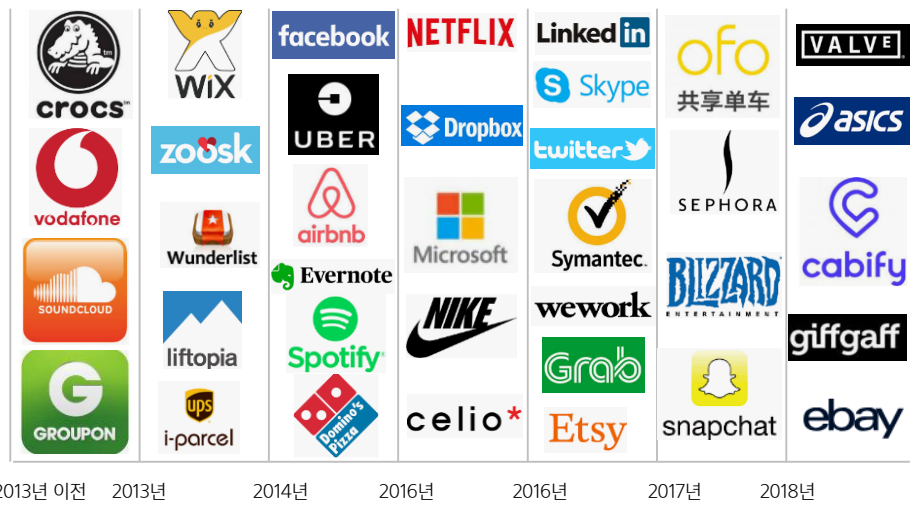 crocs™
vodafone
SOUNDCLOUD
G
GROUPON
WiX
zoosk
Wunderlist
liftopia
ups
i-parcel
facebook
UBER
airbnb
Evernote
Spotify
Domino's
Pizza
NETFLIX
Dropbox
Microsoft
NIKE
celio*
Linked in
S Skype
twitter
Symantec.
wework
Grab
Etsy
ofo
共享单车
SEPHORA
BLIZZARD
ENTERTAINMENT
snapchat
VALVE
asics
cabify
giffgaff
ebay
2013년 이전
2013년
2014년
2016년
2016년
2017년
2018년